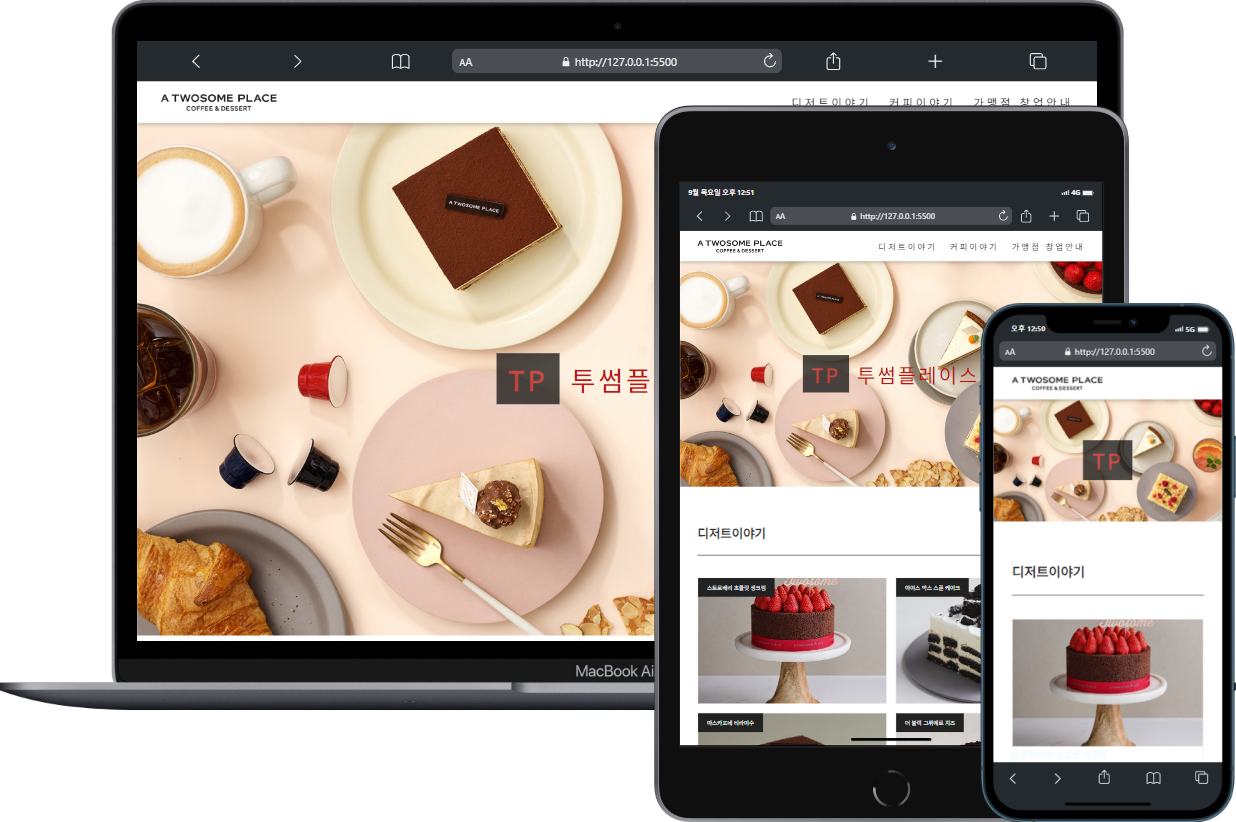 AA
http://127.0.0.1:5500
A TWOSOME PLACE
COFFEE & DESSERT
디저트이야기
커피이야기
가맹점 창업안내
A TWOSOME PLACE
TP
투썸플
MacBook Ai
9월 목요일 오후 12:51
4G
AA
http://127.0.0.1:5500
A TWOSOME PLACE
COFFEE & DESSERT
디저트이야기
커피이야기
가맹점 창업안내
TP
투썸플레이스
디저트이야기
스트로베리 초콜릿 생크림
아이스 박스 스푼 케이크
Twosome
마스카포네 티라미수
더 블랙 그뤼에르 치즈
오후 12:50
5G
AA
http://127.0.0.1:5500
A TWOSOME PLACE
COFFEE & DESSERT
TP
디저트이야기
Twosome